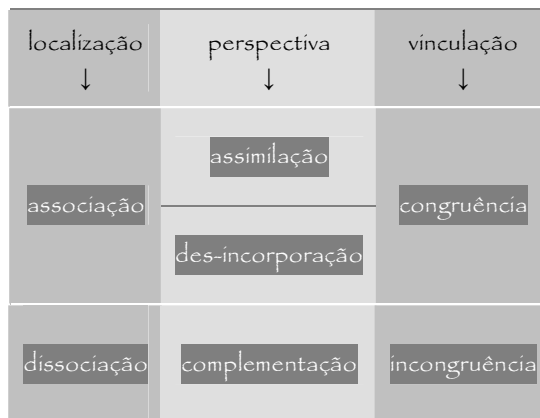 localização perspectiva vinculação
↓ ↓ ↓
assimilação
associação congruência
des-incorporação
dissociação complementação incongruência